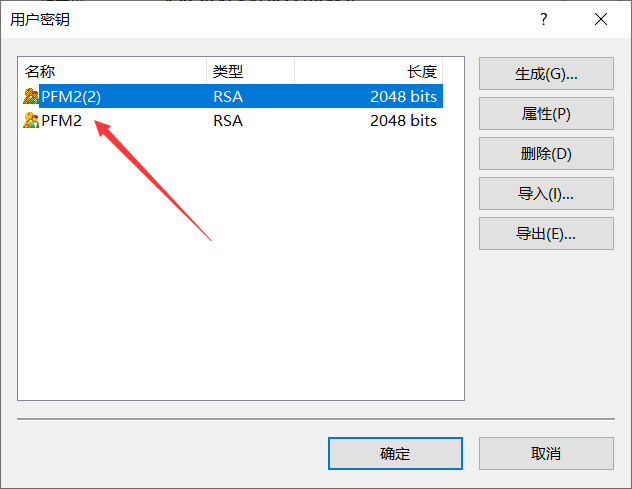 用户密钥
?
名称 类型 长度
PFM2(2) RSA 2048 bits
PFM2 RSA 2048 bits
生成(G)...
属性(P)
删除(D)
导入(I)...
导出(E)...
确定 取消